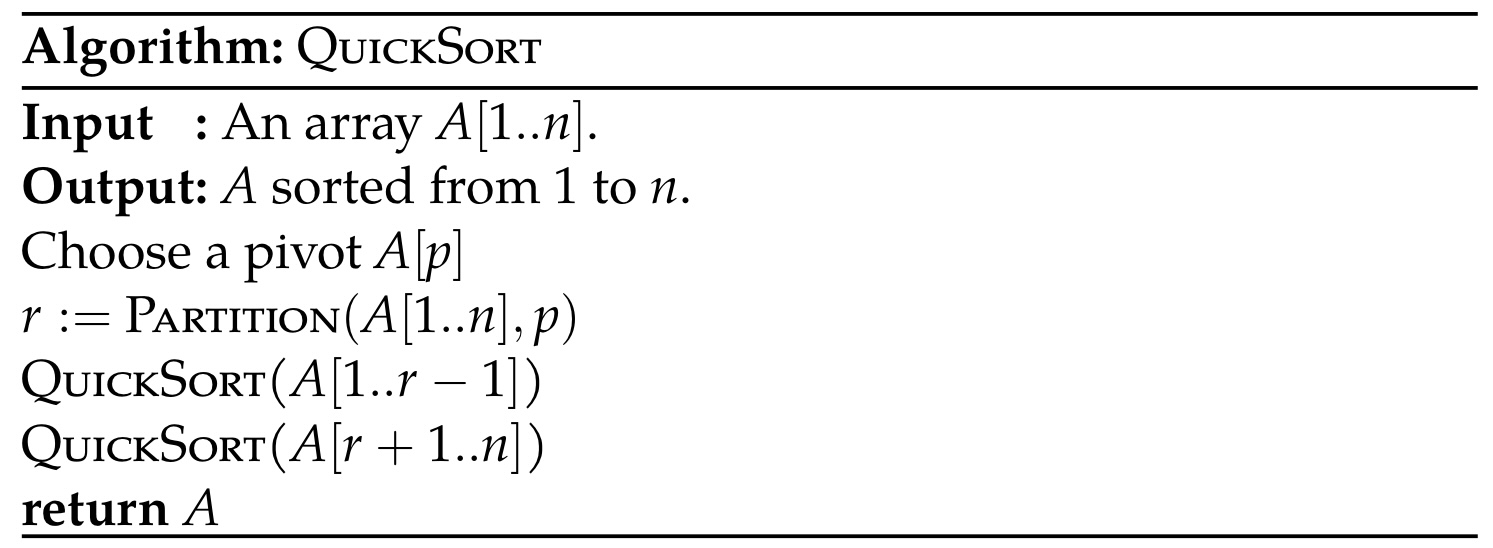 Algorithm: QUICKSORT
Input : An array A[1..n].
Output: A sorted from 1 to n.
Choose a pivot A[p]
r := PARTITION(A[1..n], p)
QUICKSORT(A[1..r − 1])
QUICKSORT(A[r + 1..n])
return A